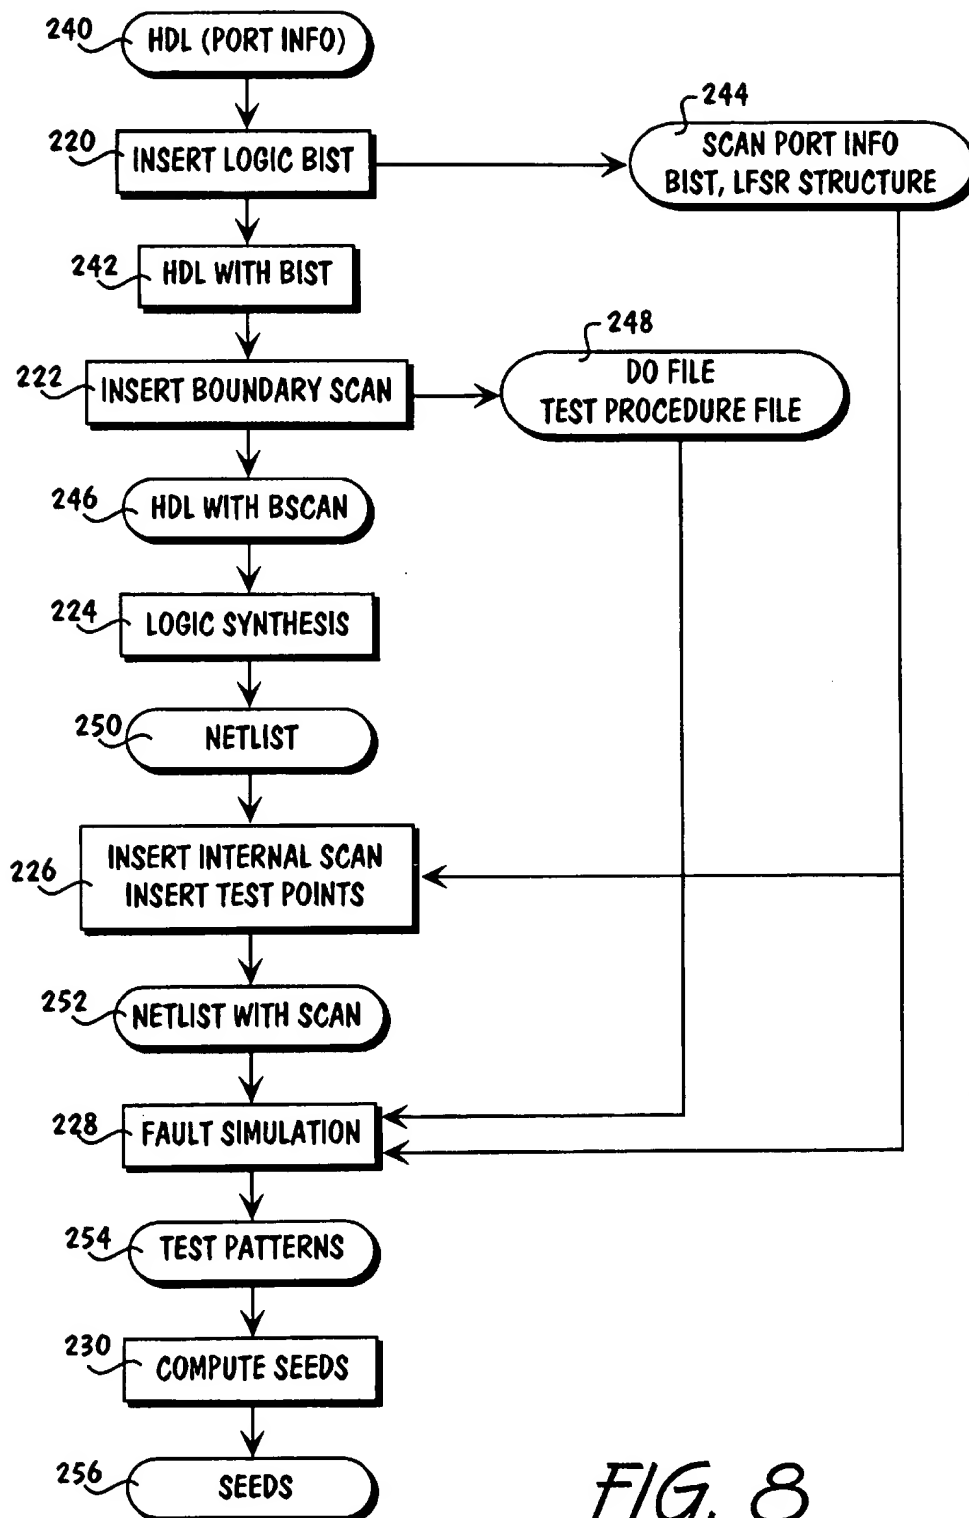 240 HDL (PORT INFO)
220 INSERT LOGIC BIST
244
SCAN PORT INFO
BIST, LFSR STRUCTURE
242 HDL WITH BIST
248
DO FILE
TEST PROCEDURE FILE
222 INSERT BOUNDARY SCAN
246 HDL WITH BSCAN
224 LOGIC SYNTHESIS
250 NETLIST
226
INSERT INTERNAL SCAN
INSERT TEST POINTS
252 NETLIST WITH SCAN
228 FAULT SIMULATION
254 TEST PATTERNS
230 COMPUTE SEEDS
256 SEEDS
FIG. 8